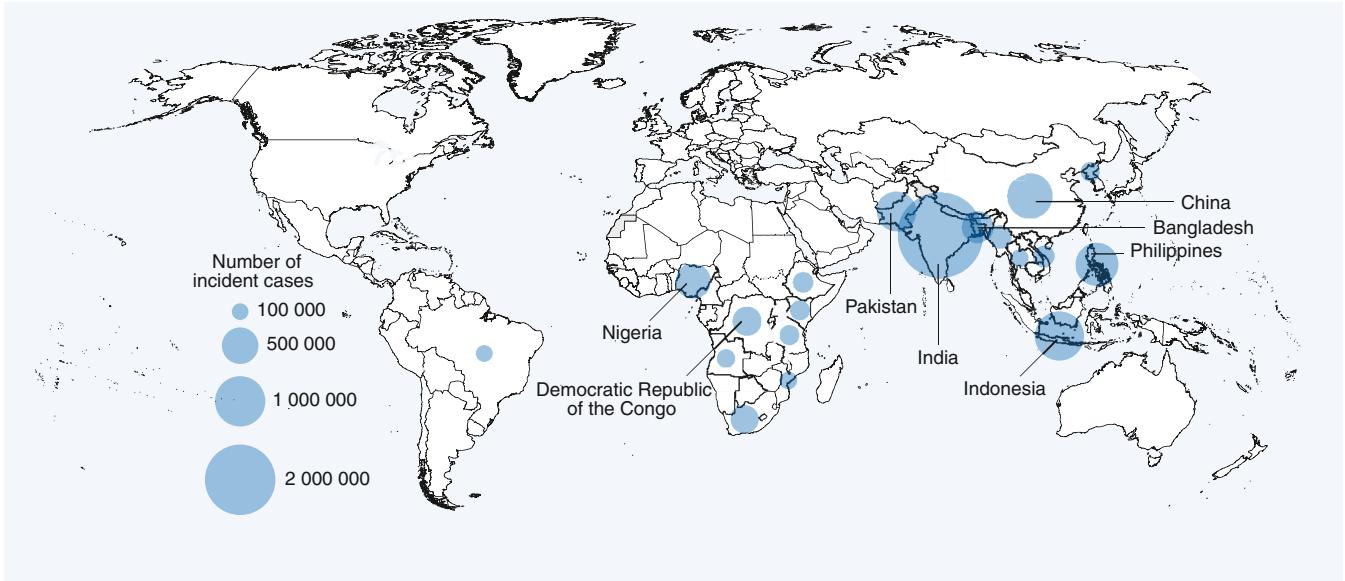 China
Bangladesh
Philippines
Number of
incident cases
100 000
500 000
1 000 000
2 000 000
Pakistan
Nigeria
India
Democratic Republic
of the Congo
Indonesia